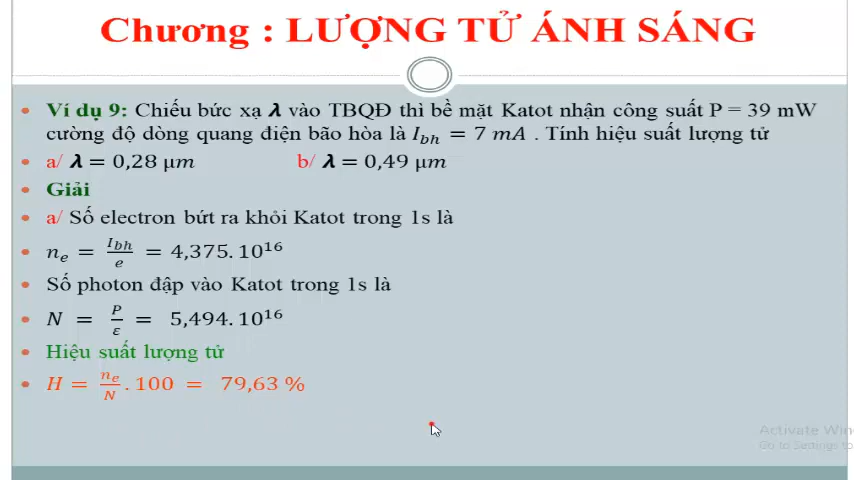 Chương : LƯỢNG TỬ ÁNH SÁNG
• Ví dụ 9: Chiếu bức xạ λ vào TBQĐ thì bề mặt Katot nhận công suất P = 39 mW
cường độ dòng quang điện bão hòa là I_bh = 7 mA . Tính hiệu suất lượng tử
• a/ λ = 0,28 μm b/ λ = 0,49 μm
• Giải
• a/ Số electron bứt ra khỏi Katot trong 1s là
• n_e = I_bh/e = 4,375.10^16
• Số photon đập vào Katot trong 1s là
• N = P/ε = 5,494.10^16
• Hiệu suất lượng tử
• H = n_e/N .100 = 79,63 %
Activate Win
Go to Settings to